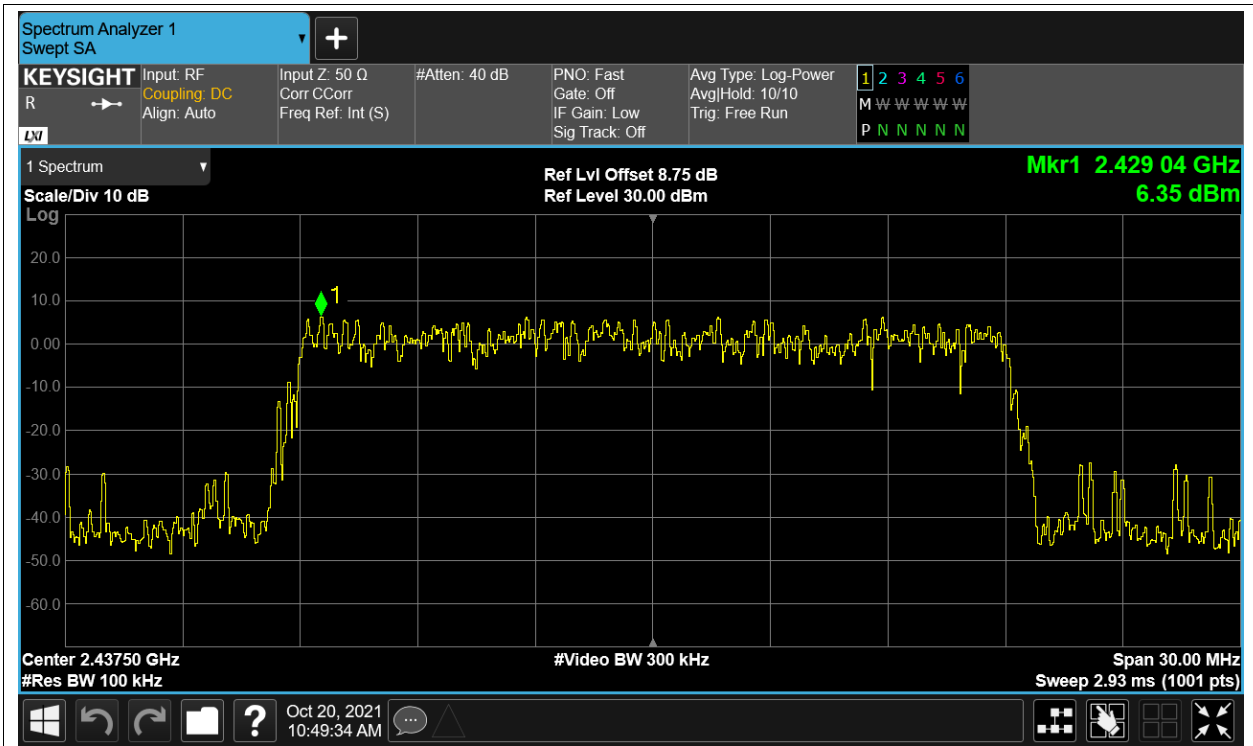 Spectrum Analyzer 1
Swept SA
KEYSIGHT
R
LXI
Input: RF
Coupling: DC
Align: Auto
Input Z: 50 Ω
Corr CCorr
Freq Ref: Int (S)
#Atten: 40 dB
PNO: Fast
Gate: Off
IF Gain: Low
Sig Track: Off
Avg Type: Log-Power
Avg|Hold: 10/10
Trig: Free Run
1 2 3 4 5 6
M W W W W W
P N N N N N
1 Spectrum
Scale/Div 10 dB
Log
Ref Lvl Offset 8.75 dB
Ref Level 30.00 dBm
Mkr1 2.429 04 GHz
6.35 dBm
20.0
10.0
0.00
-10.0
-20.0
-30.0
-40.0
-50.0
-60.0
1
Center 2.43750 GHz
#Res BW 100 kHz
#Video BW 300 kHz
Span 30.00 MHz
Sweep 2.93 ms (1001 pts)
?
Oct 20, 2021
10:49:34 AM